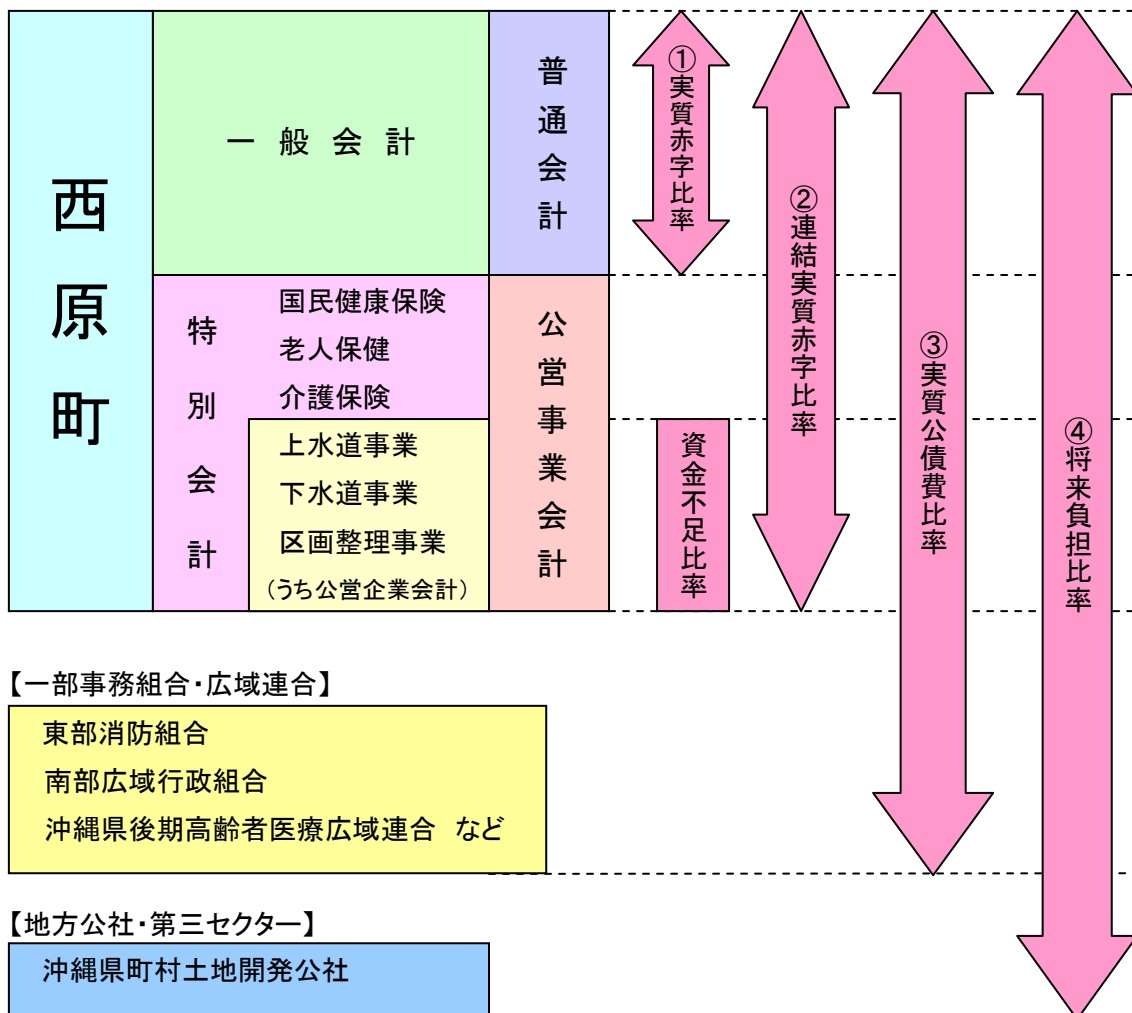 西原町
一般会計
普通会計
特別会計
国民健康保険
老人保健
介護保険
上水道事業
下水道事業
区画整理事業
(うち公営企業会計)
公営事業会計
①実質赤字比率
資金不足比率
②連結実質赤字比率
③実質公債費比率
④将来負担比率
【一部事務組合・広域連合】
東部消防組合
南部広域行政組合
沖縄県後期高齢者医療広域連合 など
【地方公社・第三セクター】
沖縄県町村土地開発公社